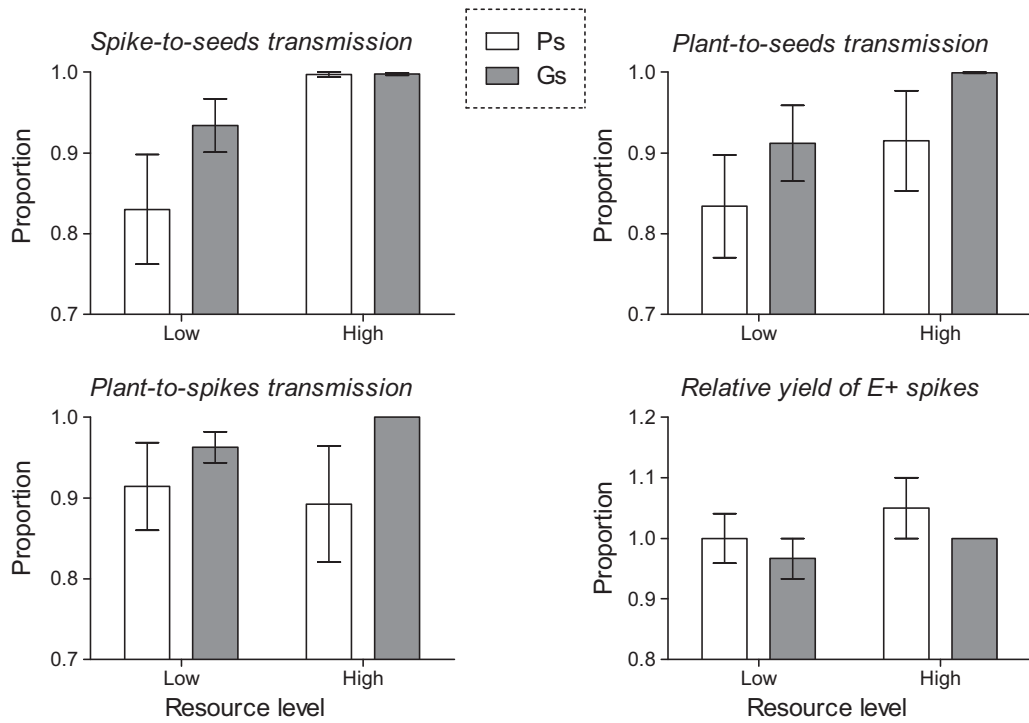 Spike-to-seeds transmission
Proportion
1.0
0.9
0.8
0.7
Low
High
Ps
Gs
Plant-to-seeds transmission
Proportion
1.0
0.9
0.8
0.7
Low
High
Plant-to-spikes transmission
Proportion
1.0
0.9
0.8
0.7
Low
High
Resource level
Relative yield of E+ spikes
Proportion
1.2
1.1
1.0
0.9
0.8
Low
High
Resource level